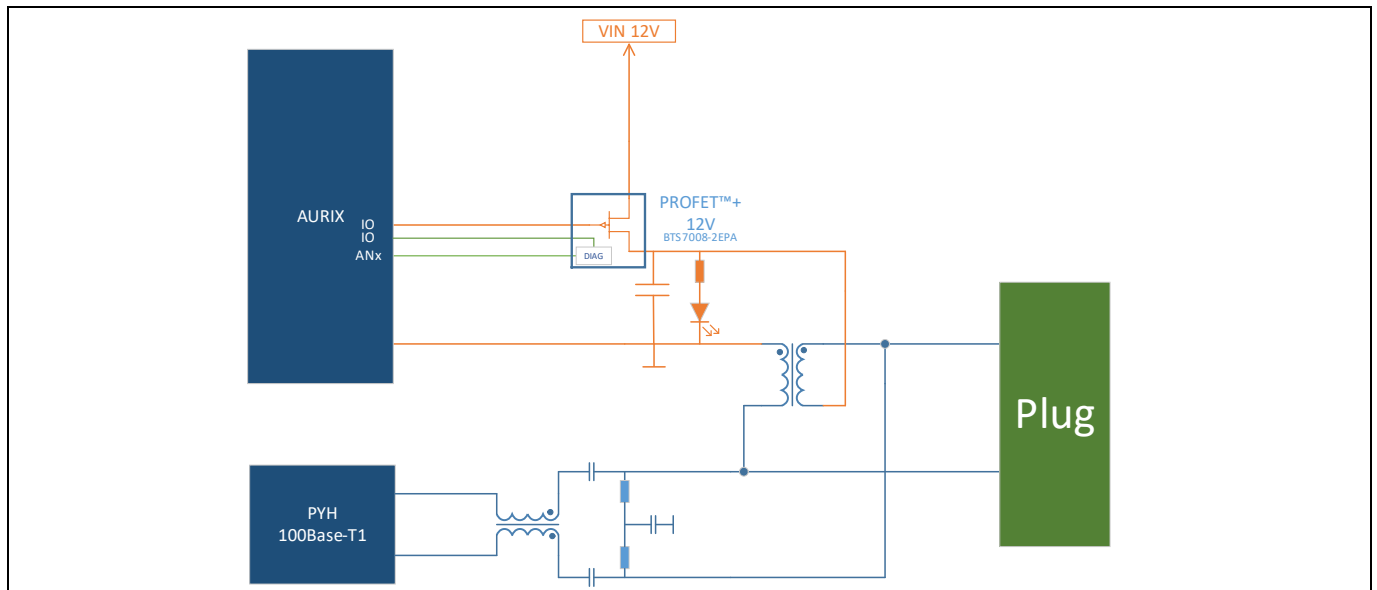 VIN 12V
AURIX
IO
IO
ANx
PROFET™+
12V
BTS7008-2EPA
DIAG
Plug
PYH
100Base-T1